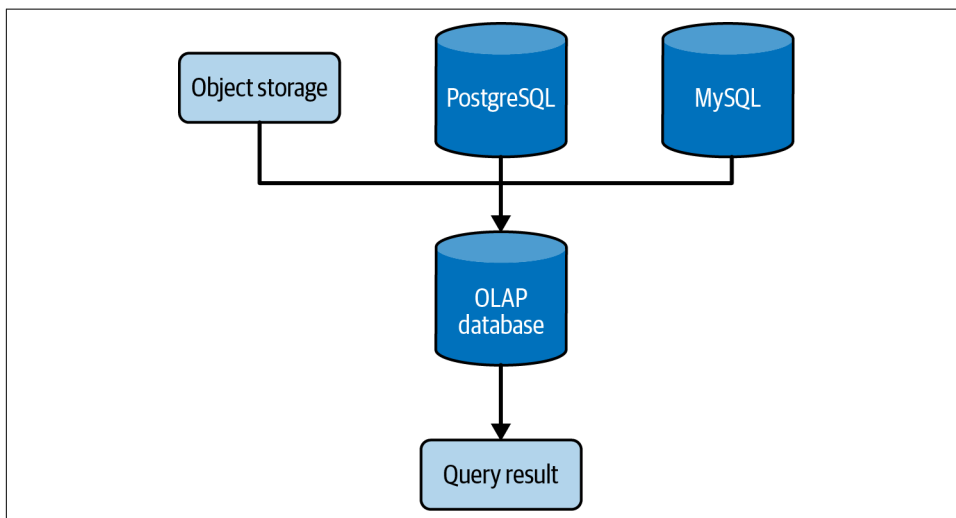 Object storage
PostgreSQL
MySQL
OLAP
database
Query result